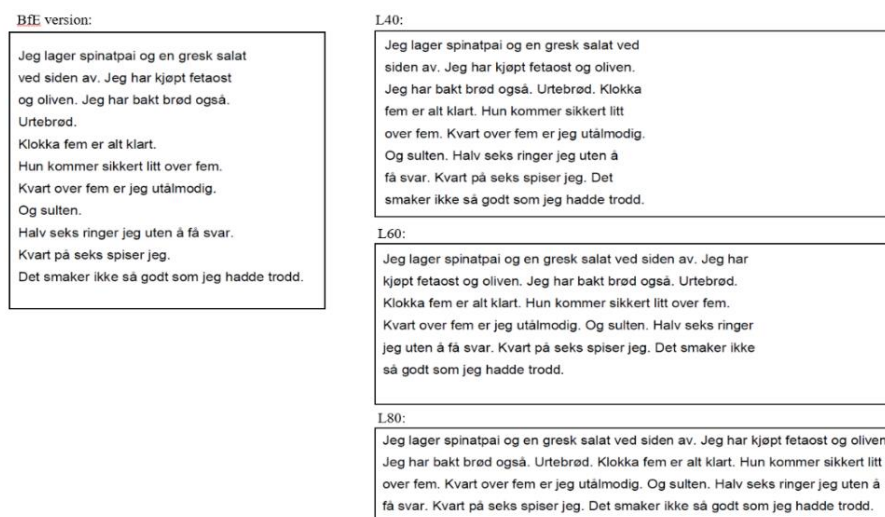 BfE version:
Jeg lager spinatpai og en gresk salat
ved siden av. Jeg har kjøpt fetaost
og oliven. Jeg har bakt brød også.
Urtebrød.
Klokka fem er alt klart.
Hun kommer sikkert litt over fem.
Kvart over fem er jeg utålmodig.
Og sulten.
Halv seks ringer jeg uten å få svar.
Kvart på seks spiser jeg.
Det smaker ikke så godt som jeg hadde trodd.
L40:
Jeg lager spinatpai og en gresk salat ved
siden av. Jeg har kjøpt fetaost og oliven.
Jeg har bakt brød også. Urtebrød. Klokka
fem er alt klart. Hun kommer sikkert litt
over fem. Kvart over fem er jeg utålmodig.
Og sulten. Halv seks ringer jeg uten å
få svar. Kvart på seks spiser jeg. Det
smaker ikke så godt som jeg hadde trodd.
L60:
Jeg lager spinatpai og en gresk salat ved siden av. Jeg har
kjøpt fetaost og oliven. Jeg har bakt brød også. Urtebrød.
Klokka fem er alt klart. Hun kommer sikkert litt over fem.
Kvart over fem er jeg utålmodig. Og sulten. Halv seks ringer
jeg uten å få svar. Kvart på seks spiser jeg. Det smaker ikke
så godt som jeg hadde trodd.
L80:
Jeg lager spinatpai og en gresk salat ved siden av. Jeg har kjøpt fetaost og oliven
Jeg har bakt brød også. Urtebrød. Klokka fem er alt klart. Hun kommer sikkert litt
over fem. Kvart over fem er jeg utålmodig. Og sulten. Halv seks ringer jeg uten å
få svar. Kvart på seks spiser jeg. Det smaker ikke så godt som jeg hadde trodd.